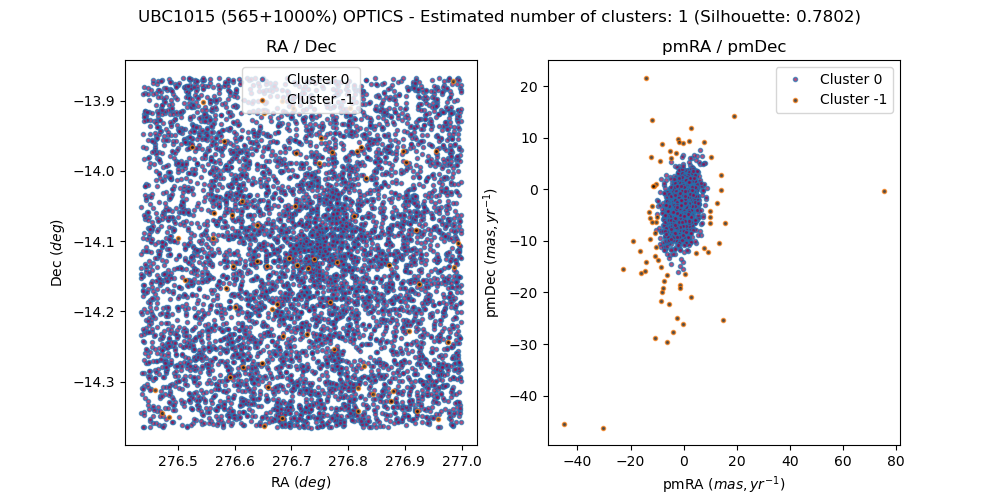 UBC1015 (565+1000%) OPTICS - Estimated number of clusters: 1 (Silhouette: 0.7802)
RA / Dec
pmRA / pmDec
Cluster 0
Cluster -1
Cluster 0
Cluster -1
−13.9
−14.0
−14.1
−14.2
−14.3
Dec (deg)
276.5 276.6 276.7 276.8 276.9 277.0
RA (deg)
20
10
0
−10
−20
−30
−40
pmDec (mas, yr⁻¹)
−40 −20 0 20 40 60 80
pmRA (mas, yr⁻¹)